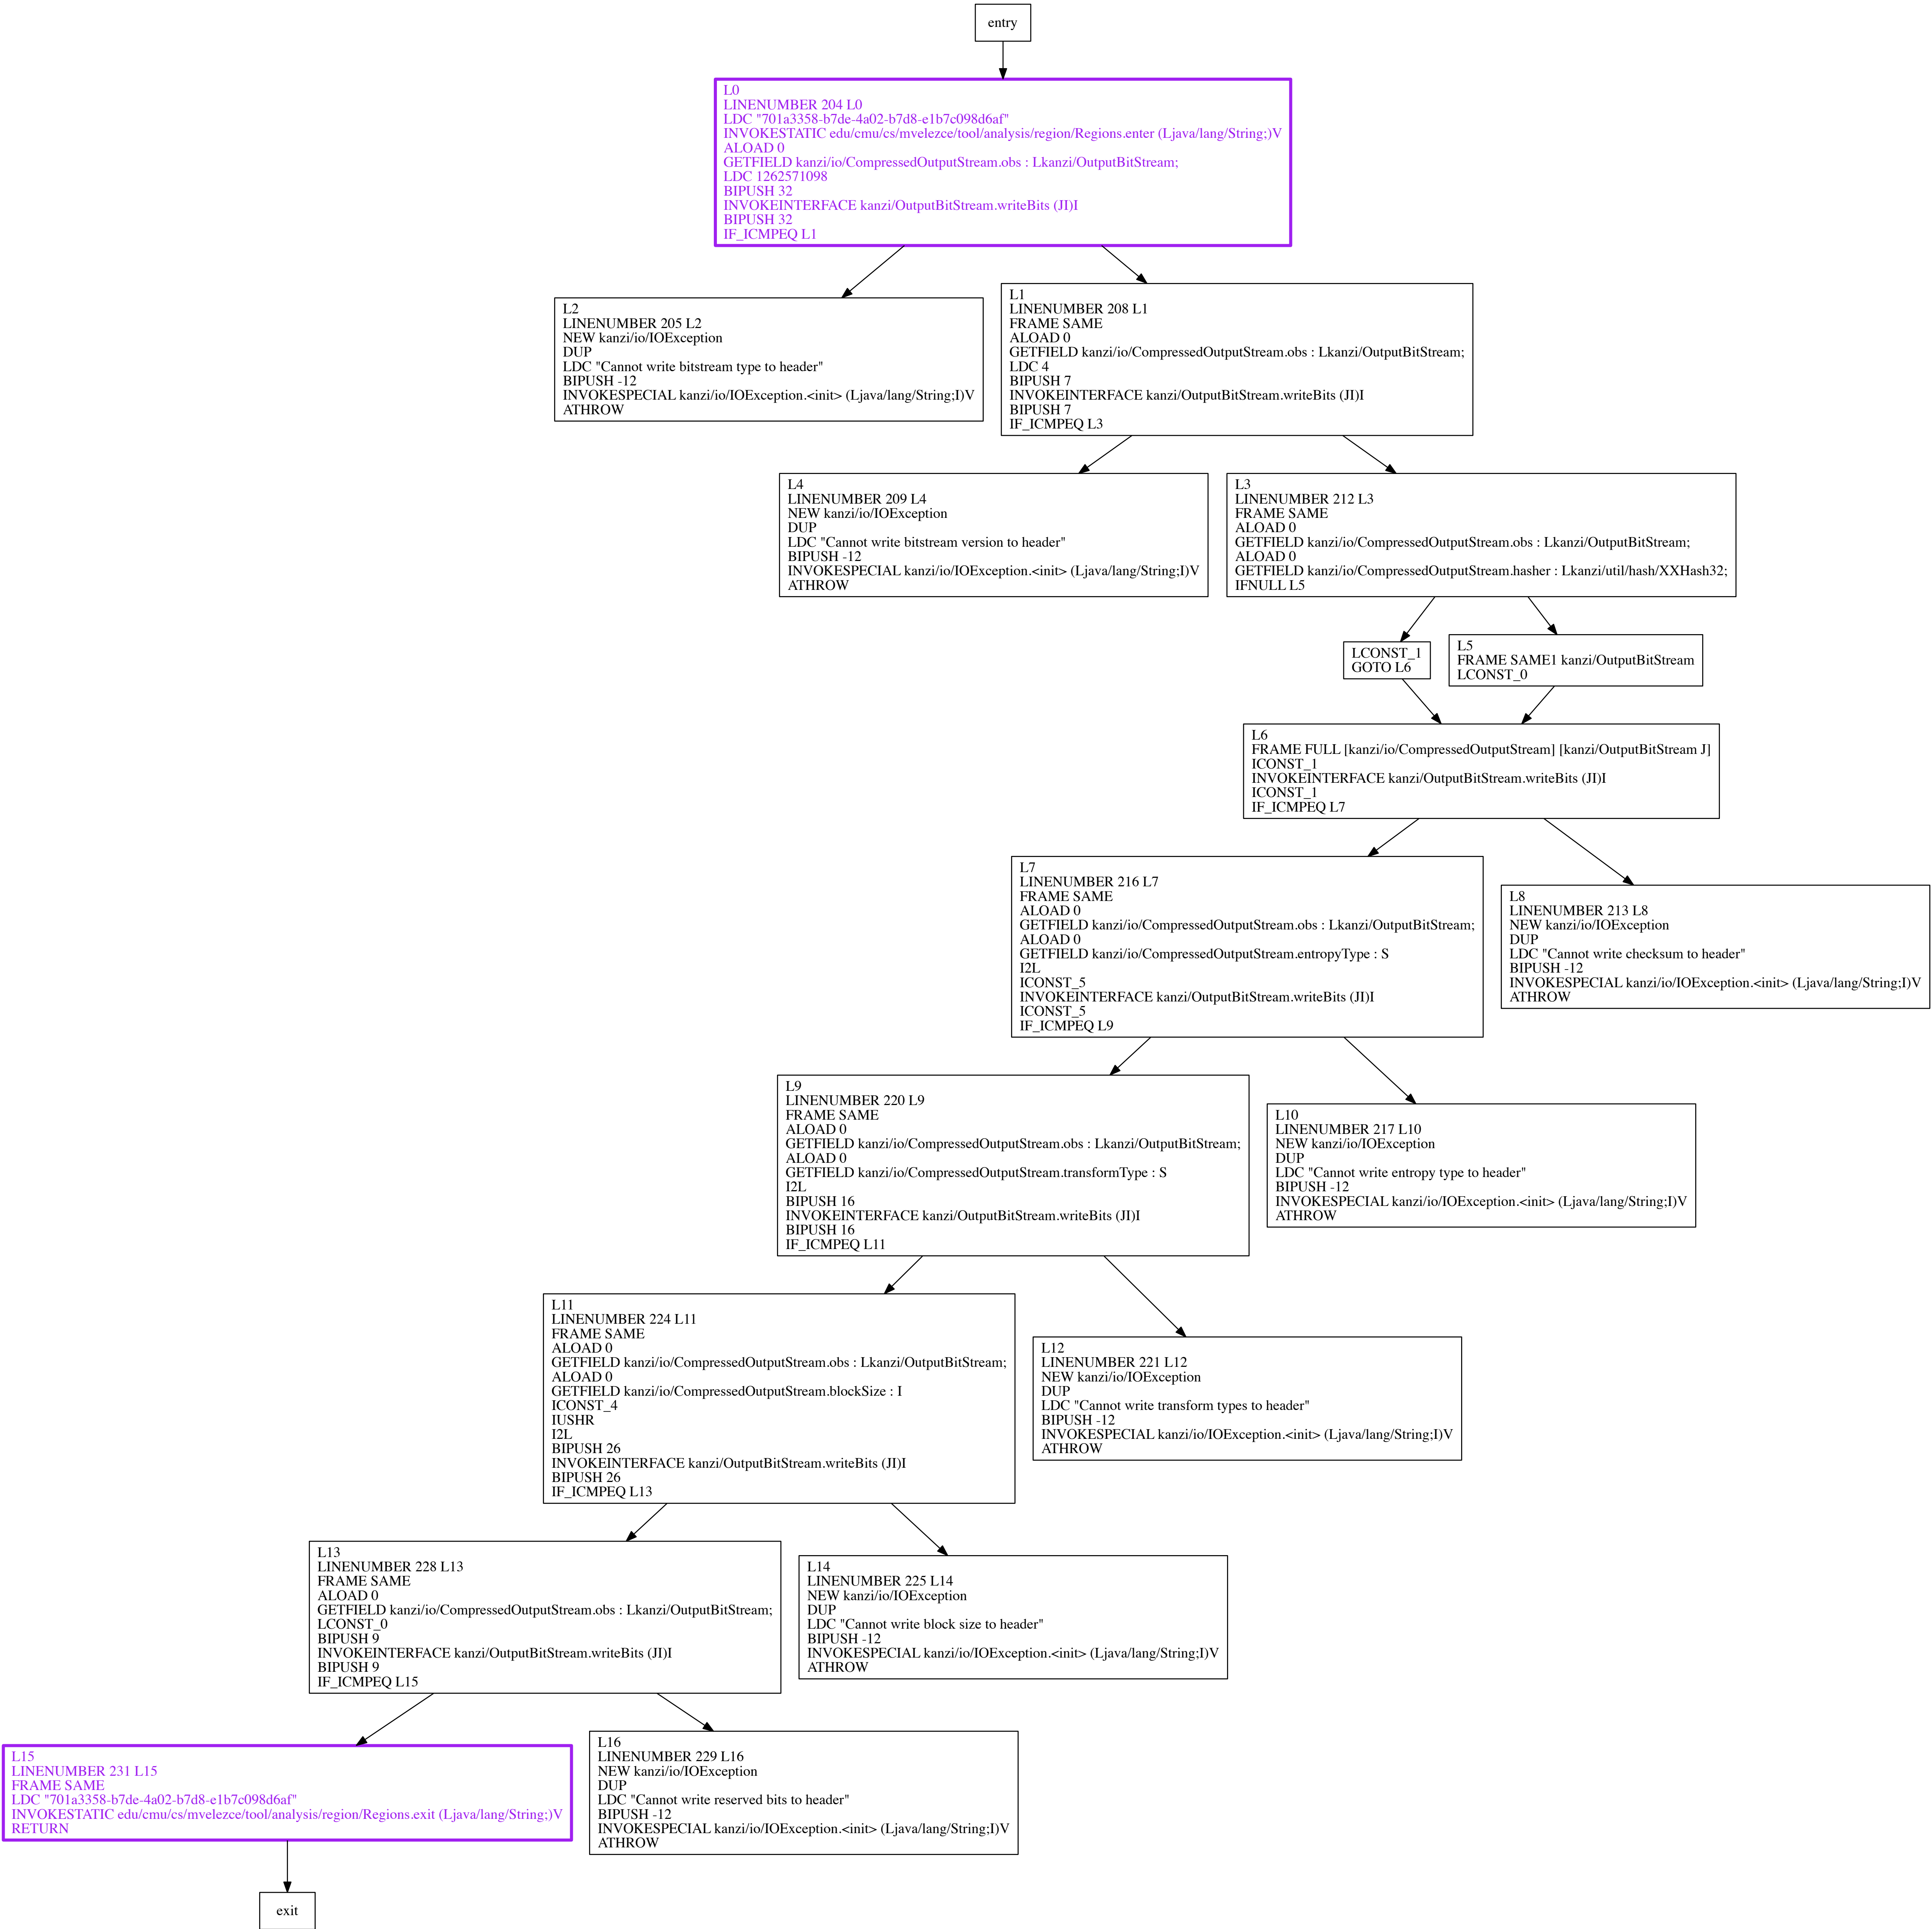 entry
L0
LINENUMBER 204 L0
LDC "701a3358-b7de-4a02-b7d8-e1b7c098d6af"
INVOKESTATIC edu/cmu/cs/mvelezce/tool/analysis/region/Regions.enter (Ljava/lang/String;)V
ALOAD 0
GETFIELD kanzi/io/CompressedOutputStream.obs : Lkanzi/OutputBitStream;
LDC 1262571098
BIPUSH 32
INVOKEINTERFACE kanzi/OutputBitStream.writeBits (JI)I
BIPUSH 32
IF_ICMPEQ L1
L2
LINENUMBER 205 L2
NEW kanzi/io/IOException
DUP
LDC "Cannot write bitstream type to header"
BIPUSH -12
INVOKESPECIAL kanzi/io/IOException.<init> (Ljava/lang/String;I)V
ATHROW
L1
LINENUMBER 208 L1
FRAME SAME
ALOAD 0
GETFIELD kanzi/io/CompressedOutputStream.obs : Lkanzi/OutputBitStream;
LDC 4
BIPUSH 7
INVOKEINTERFACE kanzi/OutputBitStream.writeBits (JI)I
BIPUSH 7
IF_ICMPEQ L3
L4
LINENUMBER 209 L4
NEW kanzi/io/IOException
DUP
LDC "Cannot write bitstream version to header"
BIPUSH -12
INVOKESPECIAL kanzi/io/IOException.<init> (Ljava/lang/String;I)V
ATHROW
L3
LINENUMBER 212 L3
FRAME SAME
ALOAD 0
GETFIELD kanzi/io/CompressedOutputStream.obs : Lkanzi/OutputBitStream;
ALOAD 0
GETFIELD kanzi/io/CompressedOutputStream.hasher : Lkanzi/util/hash/XXHash32;
IFNULL L5
LCONST_1
GOTO L6
L5
FRAME SAME1 kanzi/OutputBitStream
LCONST_0
L6
FRAME FULL [kanzi/io/CompressedOutputStream] [kanzi/OutputBitStream J]
ICONST_1
INVOKEINTERFACE kanzi/OutputBitStream.writeBits (JI)I
ICONST_1
IF_ICMPEQ L7
L7
LINENUMBER 216 L7
FRAME SAME
ALOAD 0
GETFIELD kanzi/io/CompressedOutputStream.obs : Lkanzi/OutputBitStream;
ALOAD 0
GETFIELD kanzi/io/CompressedOutputStream.entropyType : S
I2L
ICONST_5
INVOKEINTERFACE kanzi/OutputBitStream.writeBits (JI)I
ICONST_5
IF_ICMPEQ L9
L8
LINENUMBER 213 L8
NEW kanzi/io/IOException
DUP
LDC "Cannot write checksum to header"
BIPUSH -12
INVOKESPECIAL kanzi/io/IOException.<init> (Ljava/lang/String;I)V
ATHROW
L9
LINENUMBER 220 L9
FRAME SAME
ALOAD 0
GETFIELD kanzi/io/CompressedOutputStream.obs : Lkanzi/OutputBitStream;
ALOAD 0
GETFIELD kanzi/io/CompressedOutputStream.transformType : S
I2L
BIPUSH 16
INVOKEINTERFACE kanzi/OutputBitStream.writeBits (JI)I
BIPUSH 16
IF_ICMPEQ L11
L10
LINENUMBER 217 L10
NEW kanzi/io/IOException
DUP
LDC "Cannot write entropy type to header"
BIPUSH -12
INVOKESPECIAL kanzi/io/IOException.<init> (Ljava/lang/String;I)V
ATHROW
L11
LINENUMBER 224 L11
FRAME SAME
ALOAD 0
GETFIELD kanzi/io/CompressedOutputStream.obs : Lkanzi/OutputBitStream;
ALOAD 0
GETFIELD kanzi/io/CompressedOutputStream.blockSize : I
ICONST_4
IUSHR
I2L
BIPUSH 26
INVOKEINTERFACE kanzi/OutputBitStream.writeBits (JI)I
BIPUSH 26
IF_ICMPEQ L13
L12
LINENUMBER 221 L12
NEW kanzi/io/IOException
DUP
LDC "Cannot write transform types to header"
BIPUSH -12
INVOKESPECIAL kanzi/io/IOException.<init> (Ljava/lang/String;I)V
ATHROW
L13
LINENUMBER 228 L13
FRAME SAME
ALOAD 0
GETFIELD kanzi/io/CompressedOutputStream.obs : Lkanzi/OutputBitStream;
LCONST_0
BIPUSH 9
INVOKEINTERFACE kanzi/OutputBitStream.writeBits (JI)I
BIPUSH 9
IF_ICMPEQ L15
L14
LINENUMBER 225 L14
NEW kanzi/io/IOException
DUP
LDC "Cannot write block size to header"
BIPUSH -12
INVOKESPECIAL kanzi/io/IOException.<init> (Ljava/lang/String;I)V
ATHROW
L15
LINENUMBER 231 L15
FRAME SAME
LDC "701a3358-b7de-4a02-b7d8-e1b7c098d6af"
INVOKESTATIC edu/cmu/cs/mvelezce/tool/analysis/region/Regions.exit (Ljava/lang/String;)V
RETURN
L16
LINENUMBER 229 L16
NEW kanzi/io/IOException
DUP
LDC "Cannot write reserved bits to header"
BIPUSH -12
INVOKESPECIAL kanzi/io/IOException.<init> (Ljava/lang/String;I)V
ATHROW
exit